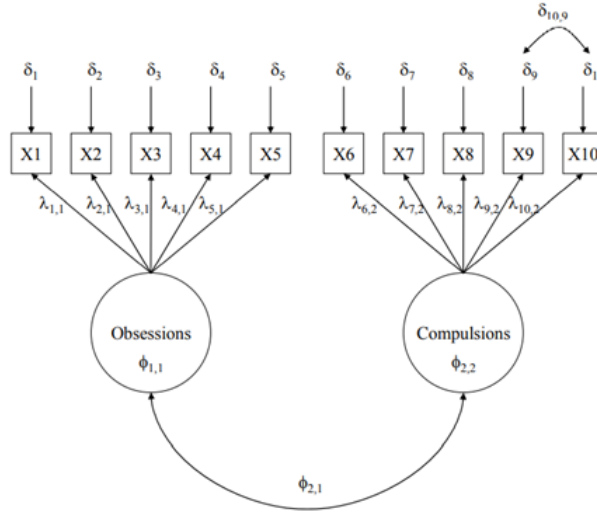 δ10,9
δ1 δ2 δ3 δ4 δ5 δ6 δ7 δ8 δ9 δ1
X1 X2 X3 X4 X5 X6 X7 X8 X9 X10
λ1,1 λ2,1 λ3,1 λ4,1 λ5,1 λ6,2 λ7,2 λ8,2 λ9,2 λ10,2
Obsessions Compulsions
ϕ1,1 ϕ2,2
ϕ2,1